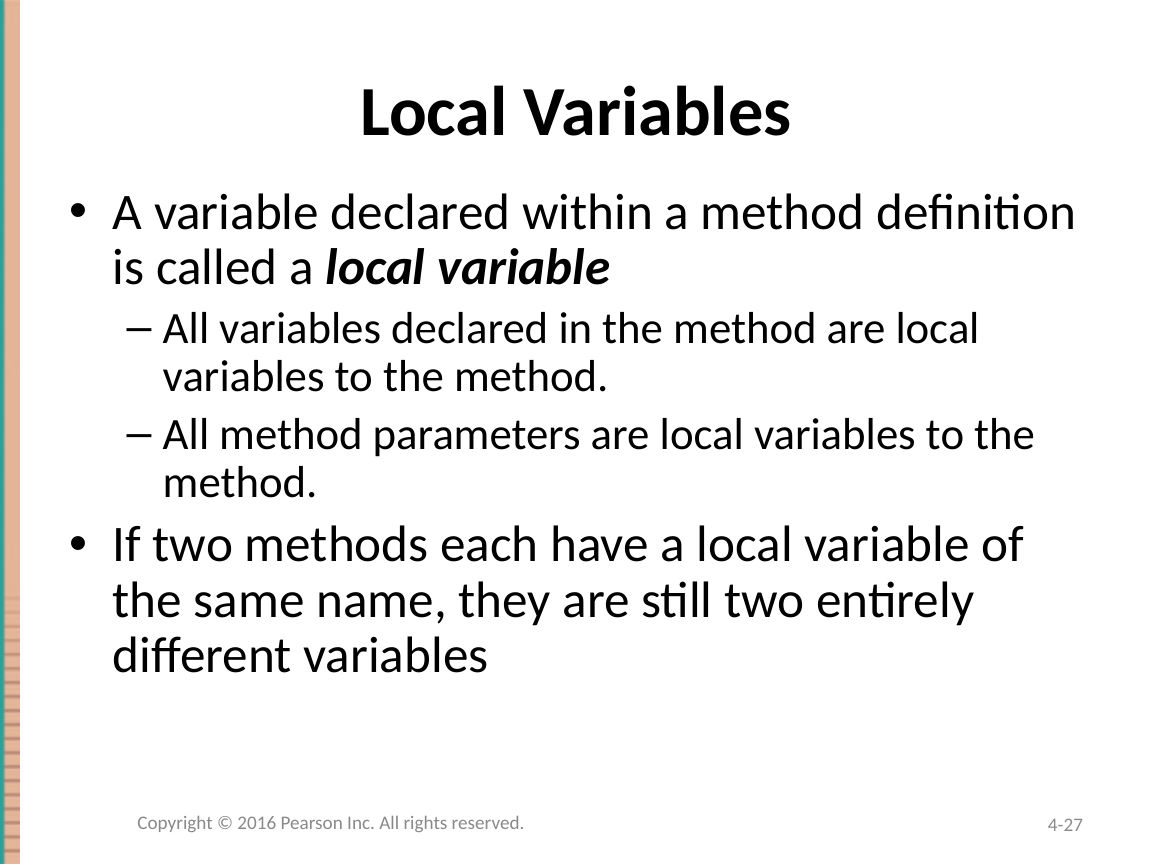 Local Variables
• A variable declared within a method definition
is called a local variable
– All variables declared in the method are local
variables to the method.
– All method parameters are local variables to the
method.
• If two methods each have a local variable of
the same name, they are still two entirely
different variables
Copyright © 2016 Pearson Inc. All rights reserved.
4-27